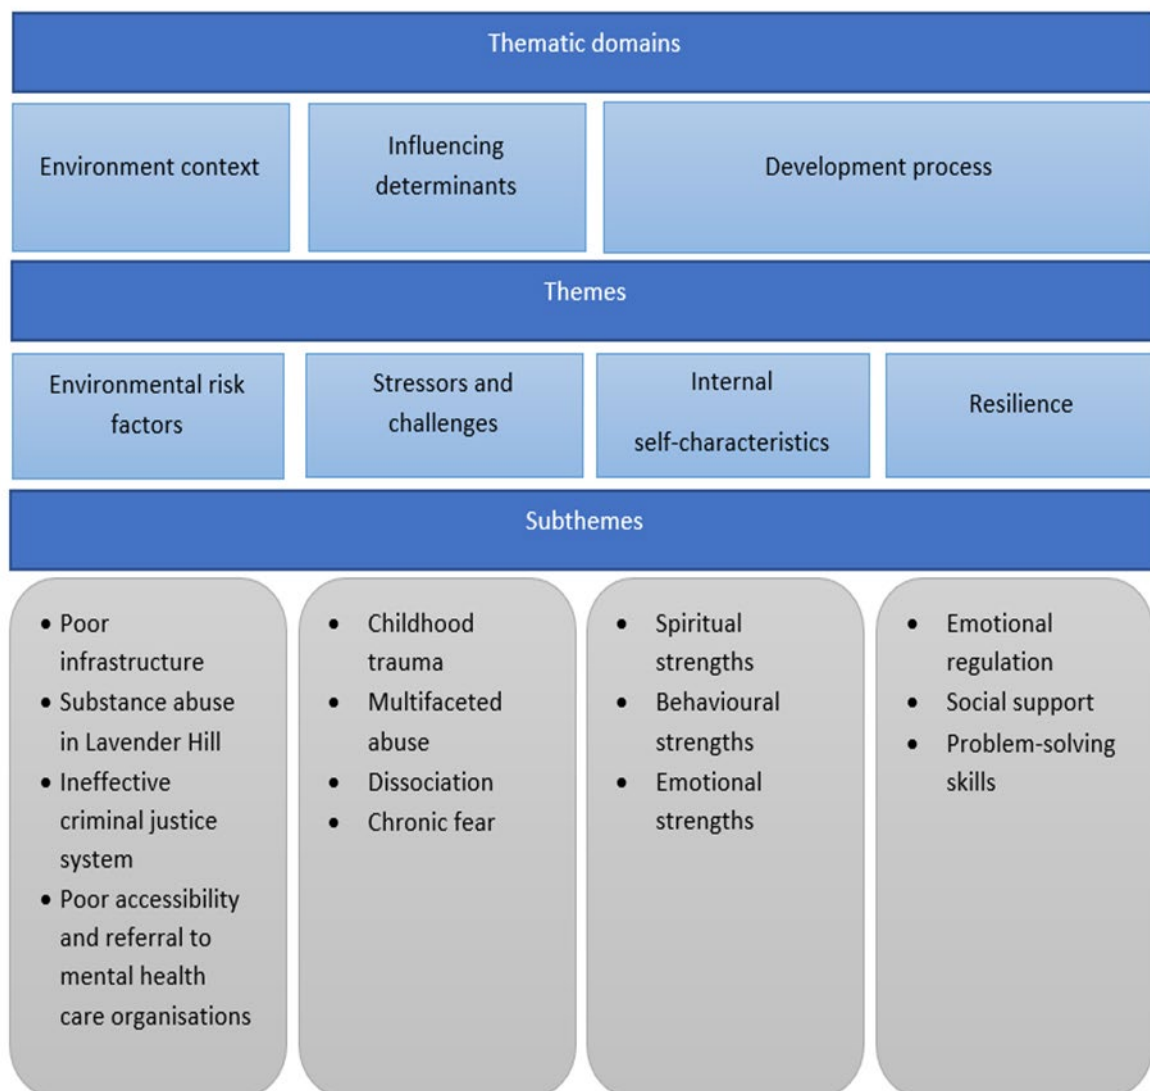 Thematic domains
Environment context
Influencing
determinants
Development process
Themes
Environmental risk
factors
Stressors and
challenges
Internal
self-characteristics
Resilience
Subthemes
• Poor
infrastructure
• Substance abuse
in Lavender Hill
• Ineffective
criminal justice
system
• Poor accessibility
and referral to
mental health
care organisations
• Childhood
trauma
• Multifaceted
abuse
• Dissociation
• Chronic fear
• Spiritual
strengths
• Behavioural
strengths
• Emotional
strengths
• Emotional
regulation
• Social support
• Problem-solving
skills